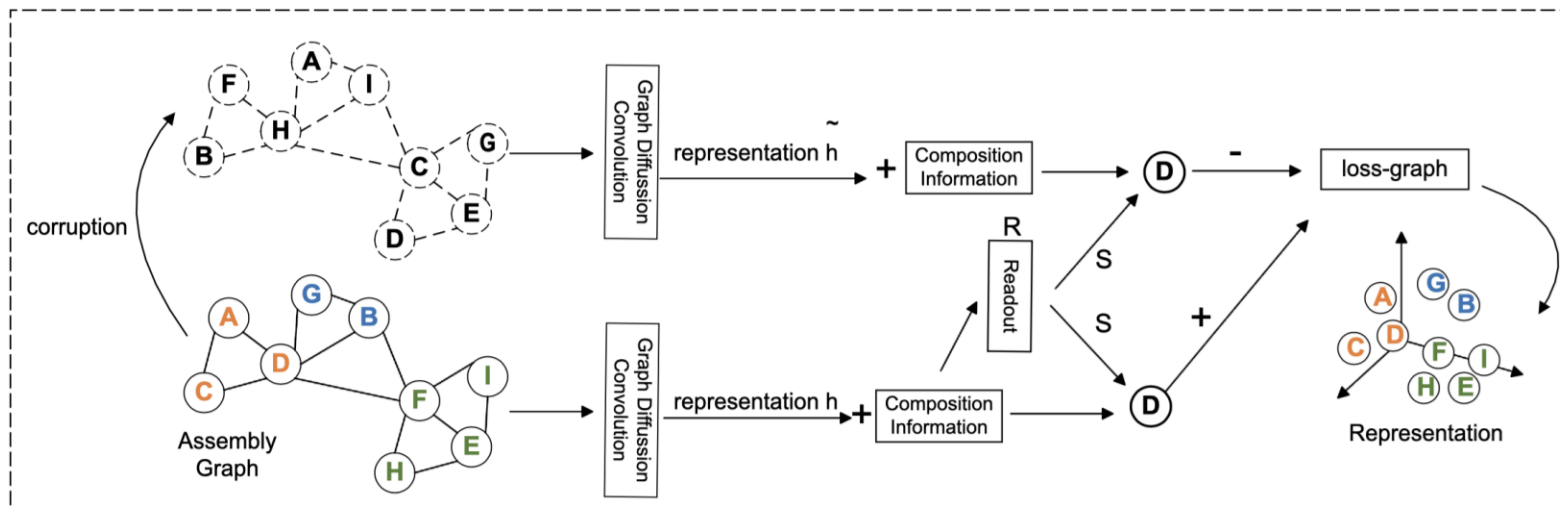 A
F
I
H
B
G
C
E
D
Graph Diffussion
Convolution
~
representation h
+
Composition
Information
D
-
loss-graph
corruption
R
Readout
S
S
+
G
A
B
D
C
I
F
E
H
Assembly
Graph
Graph Diffussion
Convolution
representation h
+
Composition
Information
D
G
A
B
D
C
F
I
H
E
Representation